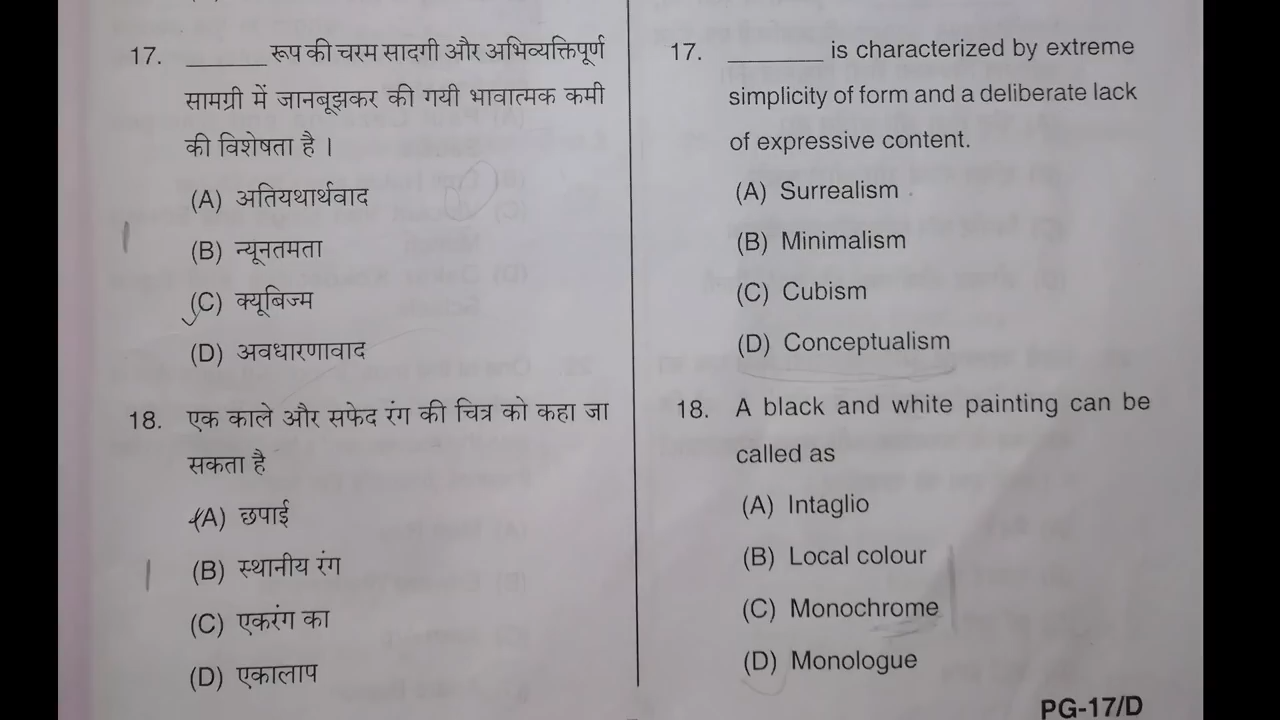 17. ______ रूप की चरम सादगी और अभिव्यक्तिपूर्ण
सामग्री में जानबूझकर की गयी भावात्मक कमी
की विशेषता है ।
(A) अतियथार्थवाद
(B) न्यूनतमता
(C) क्यूबिज्म
(D) अवधारणावाद
18. एक काले और सफेद रंग की चित्र को कहा जा
सकता है
(A) छपाई
(B) स्थानीय रंग
(C) एकरंग का
(D) एकालाप
17. _______ is characterized by extreme
simplicity of form and a deliberate lack
of expressive content.
(A) Surrealism
(B) Minimalism
(C) Cubism
(D) Conceptualism
18. A black and white painting can be
called as
(A) Intaglio
(B) Local colour
(C) Monochrome
(D) Monologue
PG-17/D